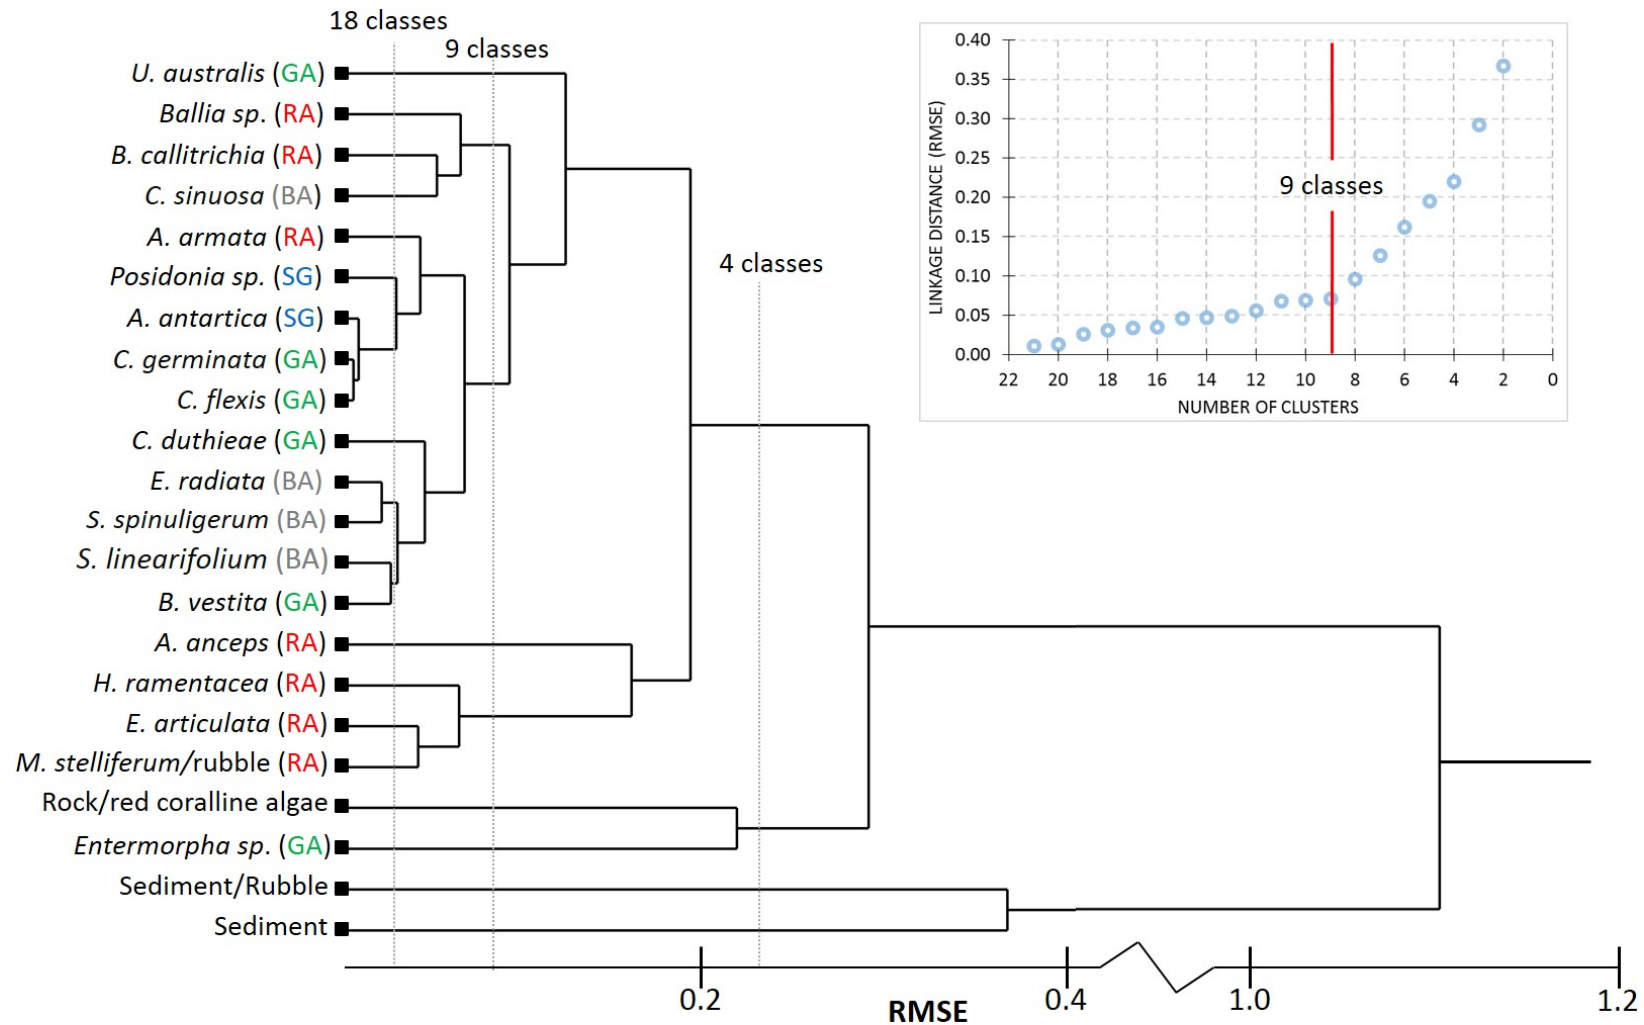 18 classes
9 classes
U. australis (GA)
Ballia sp. (RA)
B. callitrichia (RA)
C. sinuosa (BA)
A. armata (RA)
Posidonia sp. (SG)
A. antartica (SG)
C. germinata (GA)
C. flexis (GA)
C. duthieae (GA)
E. radiata (BA)
S. spinuligerum (BA)
S. linearifolium (BA)
B. vestita (GA)
A. anceps (RA)
H. ramentacea (RA)
E. articulata (RA)
M. stelliferum/rubble (RA)
Rock/red coralline algae
Entermorpha sp. (GA)
Sediment/Rubble
Sediment
4 classes
0.2
0.4
1.0
1.2
RMSE
LINKAGE DISTANCE (RMSE)
0.40
0.35
0.30
0.25
0.20
0.15
0.10
0.05
0.00
9 classes
22 20 18 16 14 12 10 8 6 4 2 0
NUMBER OF CLUSTERS